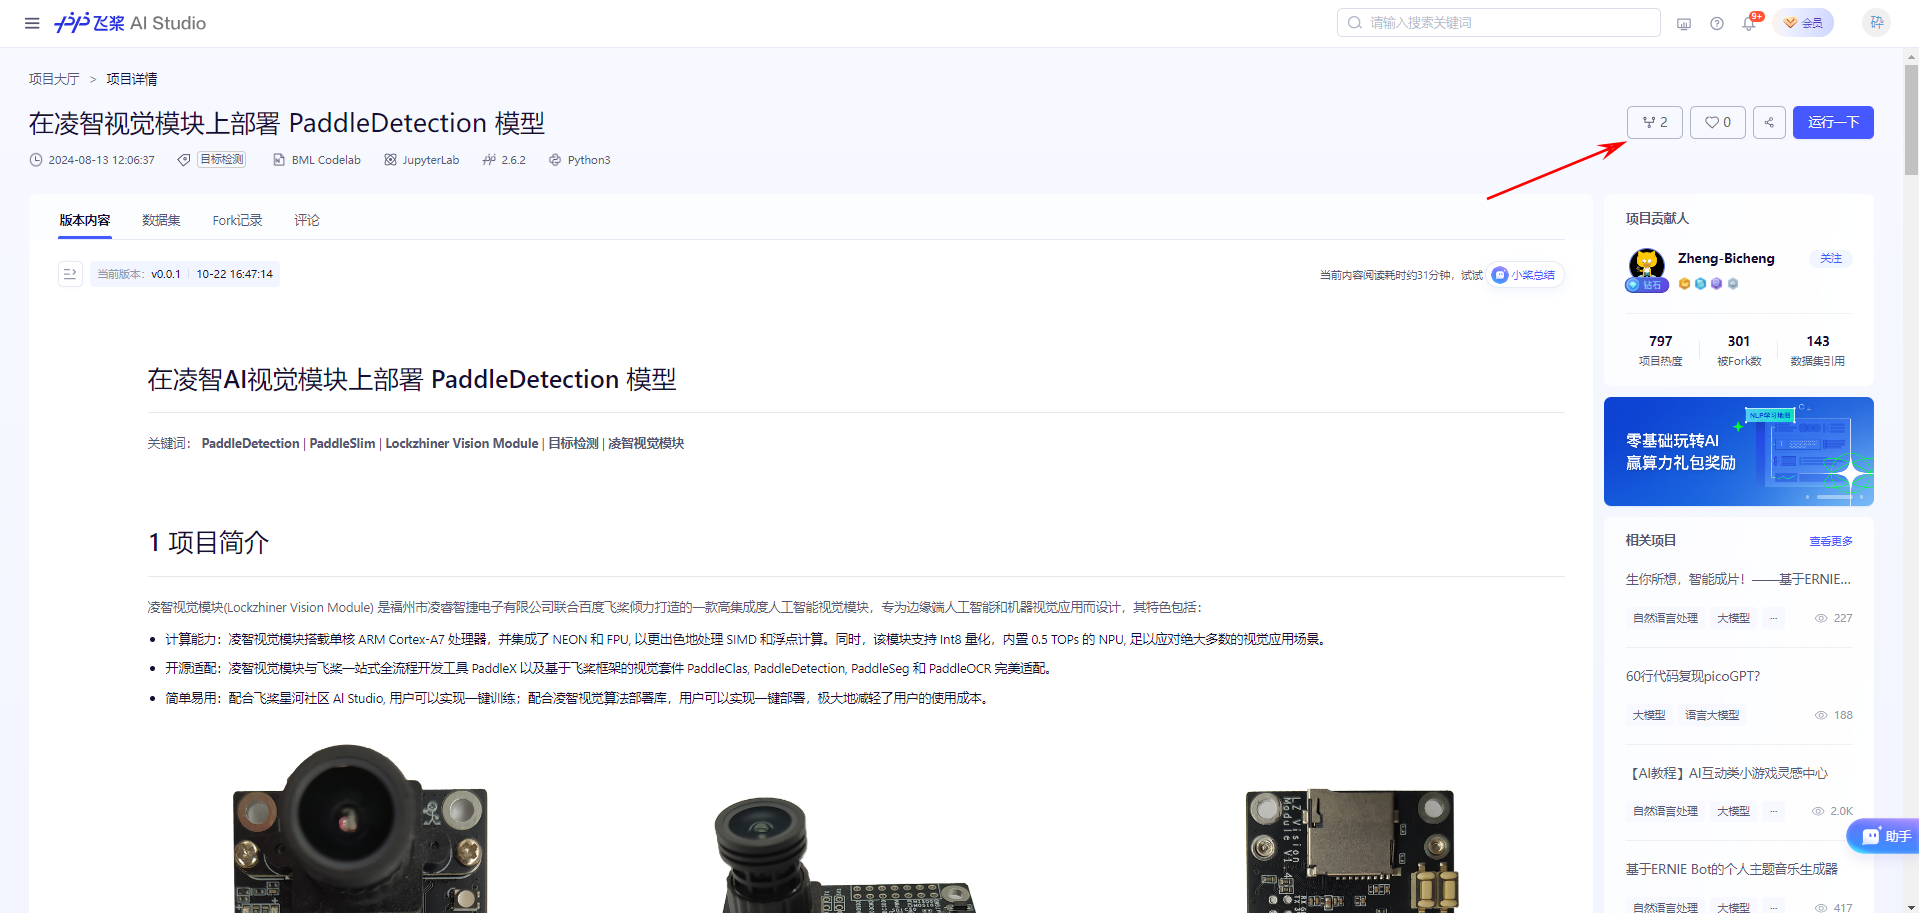 飞桨 AI Studio
请输入搜索关键词
9+
会员
砕
项目大厅 > 项目详情
在凌智视觉模块上部署 PaddleDetection 模型
2
0
运行一下
2024-08-13 12:06:37 目标检测 BML Codelab JupyterLab 2.6.2 Python3
版本内容 数据集 Fork记录 评论
当前版本: v0.0.1 10-22 16:47:14
当前内容阅读耗时约31分钟，试试 小桨总结
在凌智AI视觉模块上部署 PaddleDetection 模型
关键词： PaddleDetection | PaddleSlim | Lockzhiner Vision Module | 目标检测 | 凌智视觉模块
1 项目简介
凌智视觉模块(Lockzhiner Vision Module) 是福州市凌睿智捷电子有限公司联合百度飞桨倾力打造的一款高集成度人工智能视觉模块，专为边缘端人工智能和机器视觉应用而设计，其特色包括：
• 计算能力：凌智视觉模块搭载单核 ARM Cortex-A7 处理器，并集成了 NEON 和 FPU, 以更出色地处理 SIMD 和浮点计算。同时，该模块支持 Int8 量化，内置 0.5 TOPs 的 NPU, 足以应对绝大多数的视觉应用场景。
• 开源适配：凌智视觉模块与飞桨一站式全流程开发工具 PaddleX 以及基于飞桨框架的视觉套件 PaddleClas, PaddleDetection, PaddleSeg 和 PaddleOCR 完美适配。
• 简单易用：配合飞桨星河社区 AI Studio, 用户可以实现一键训练；配合凌智视觉算法部署库，用户可以实现一键部署，极大地减轻了用户的使用成本。
LZ Vision
Module V1.4
项目贡献人
Zheng-Bicheng
关注
钻石
797 301 143
项目热度 被Fork数 数据集引用
NLP学习地图
零基础玩转AI
赢算力礼包奖励
相关项目 查看更多
生你所想，智能成片！——基于ERNIE...
自然语言处理 大模型 ... 227
60行代码复现picoGPT?
大模型 语言大模型 188
【AI教程】AI互动类小游戏灵感中心
自然语言处理 大模型 ... 2.0K
助手
基于ERNIE Bot的个人主题音乐生成器
自然语言处理 大模型 ... 417